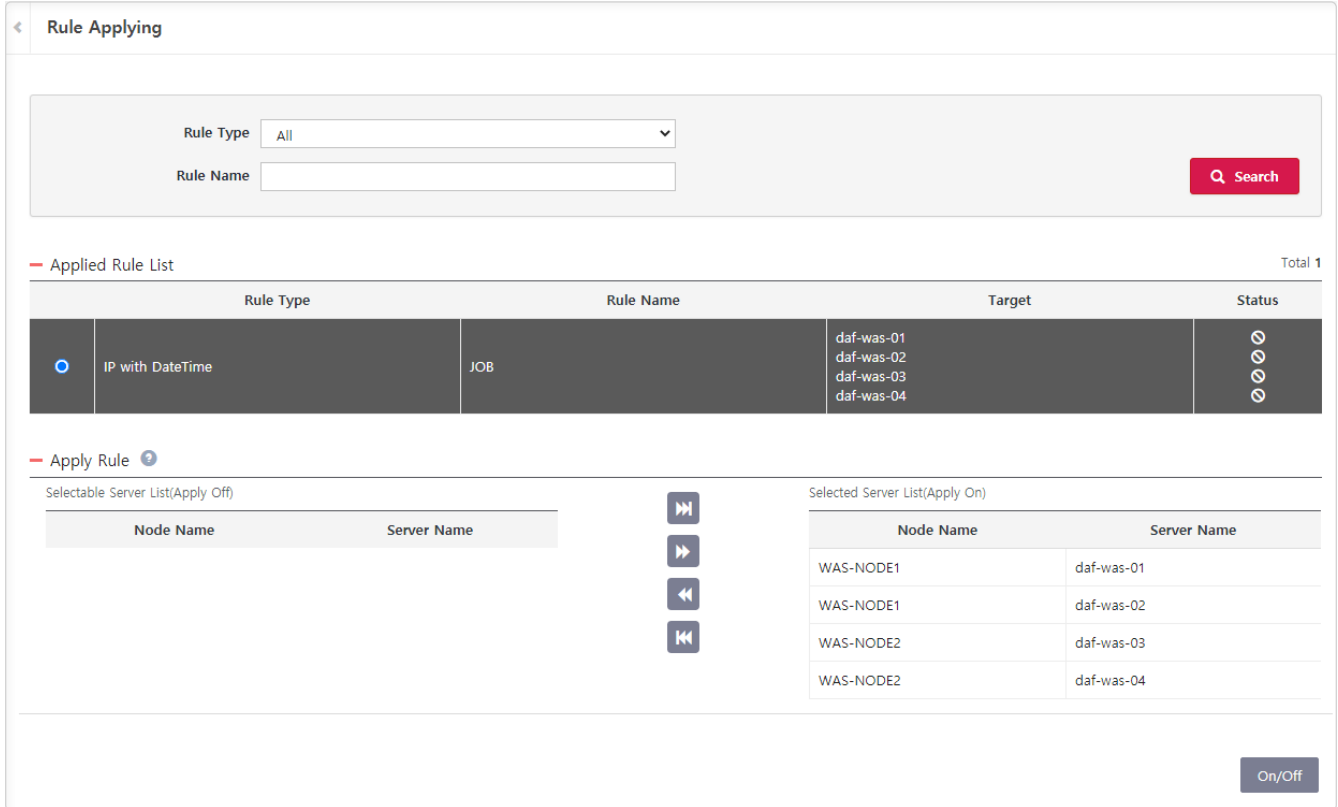 Rule Applying
Rule Type All
Rule Name
Search
Applied Rule List Total 1
Rule Type Rule Name Target Status
IP with DateTime JOB daf-was-01
daf-was-02
daf-was-03
daf-was-04
Apply Rule ?
Selectable Server List(Apply Off)
Node Name Server Name
Selected Server List(Apply On)
Node Name Server Name
WAS-NODE1 daf-was-01
WAS-NODE1 daf-was-02
WAS-NODE2 daf-was-03
WAS-NODE2 daf-was-04
On/Off